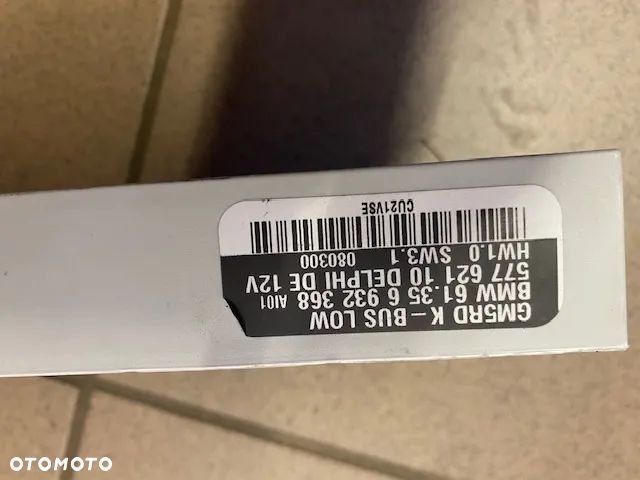 GM5RD K-BUS LOW
BMW 61.35 6 932 368 AI01
577 621 10 DELPHI DE 12V
HW1.0 SW3.1 080300
CU21VSE
OTOMOTO